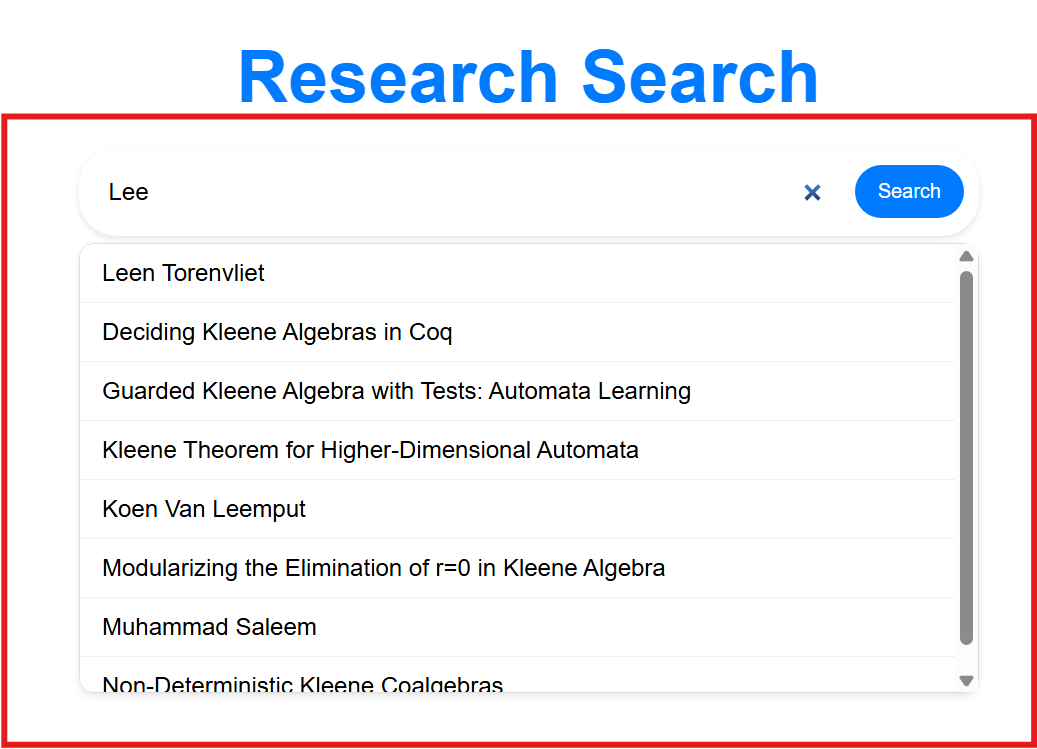 Research Search
Lee
Search
Leen Torenvliet
Deciding Kleene Algebras in Coq
Guarded Kleene Algebra with Tests: Automata Learning
Kleene Theorem for Higher-Dimensional Automata
Koen Van Leemput
Modularizing the Elimination of r=0 in Kleene Algebra
Muhammad Saleem
Non-Deterministic Kleene Coalgebras